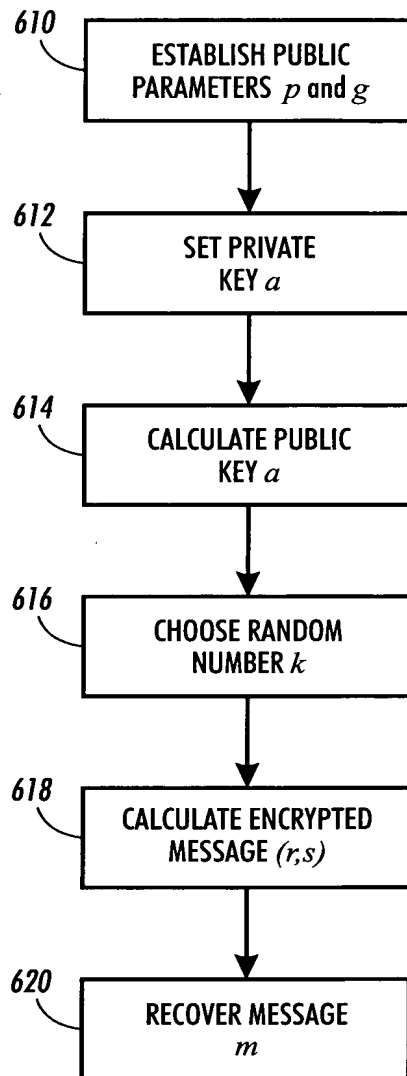 610
ESTABLISH PUBLIC
PARAMETERS p and g
612
SET PRIVATE
KEY a
614
CALCULATE PUBLIC
KEY a
616
CHOOSE RANDOM
NUMBER k
618
CALCULATE ENCRYPTED
MESSAGE (r,s)
620
RECOVER MESSAGE
m